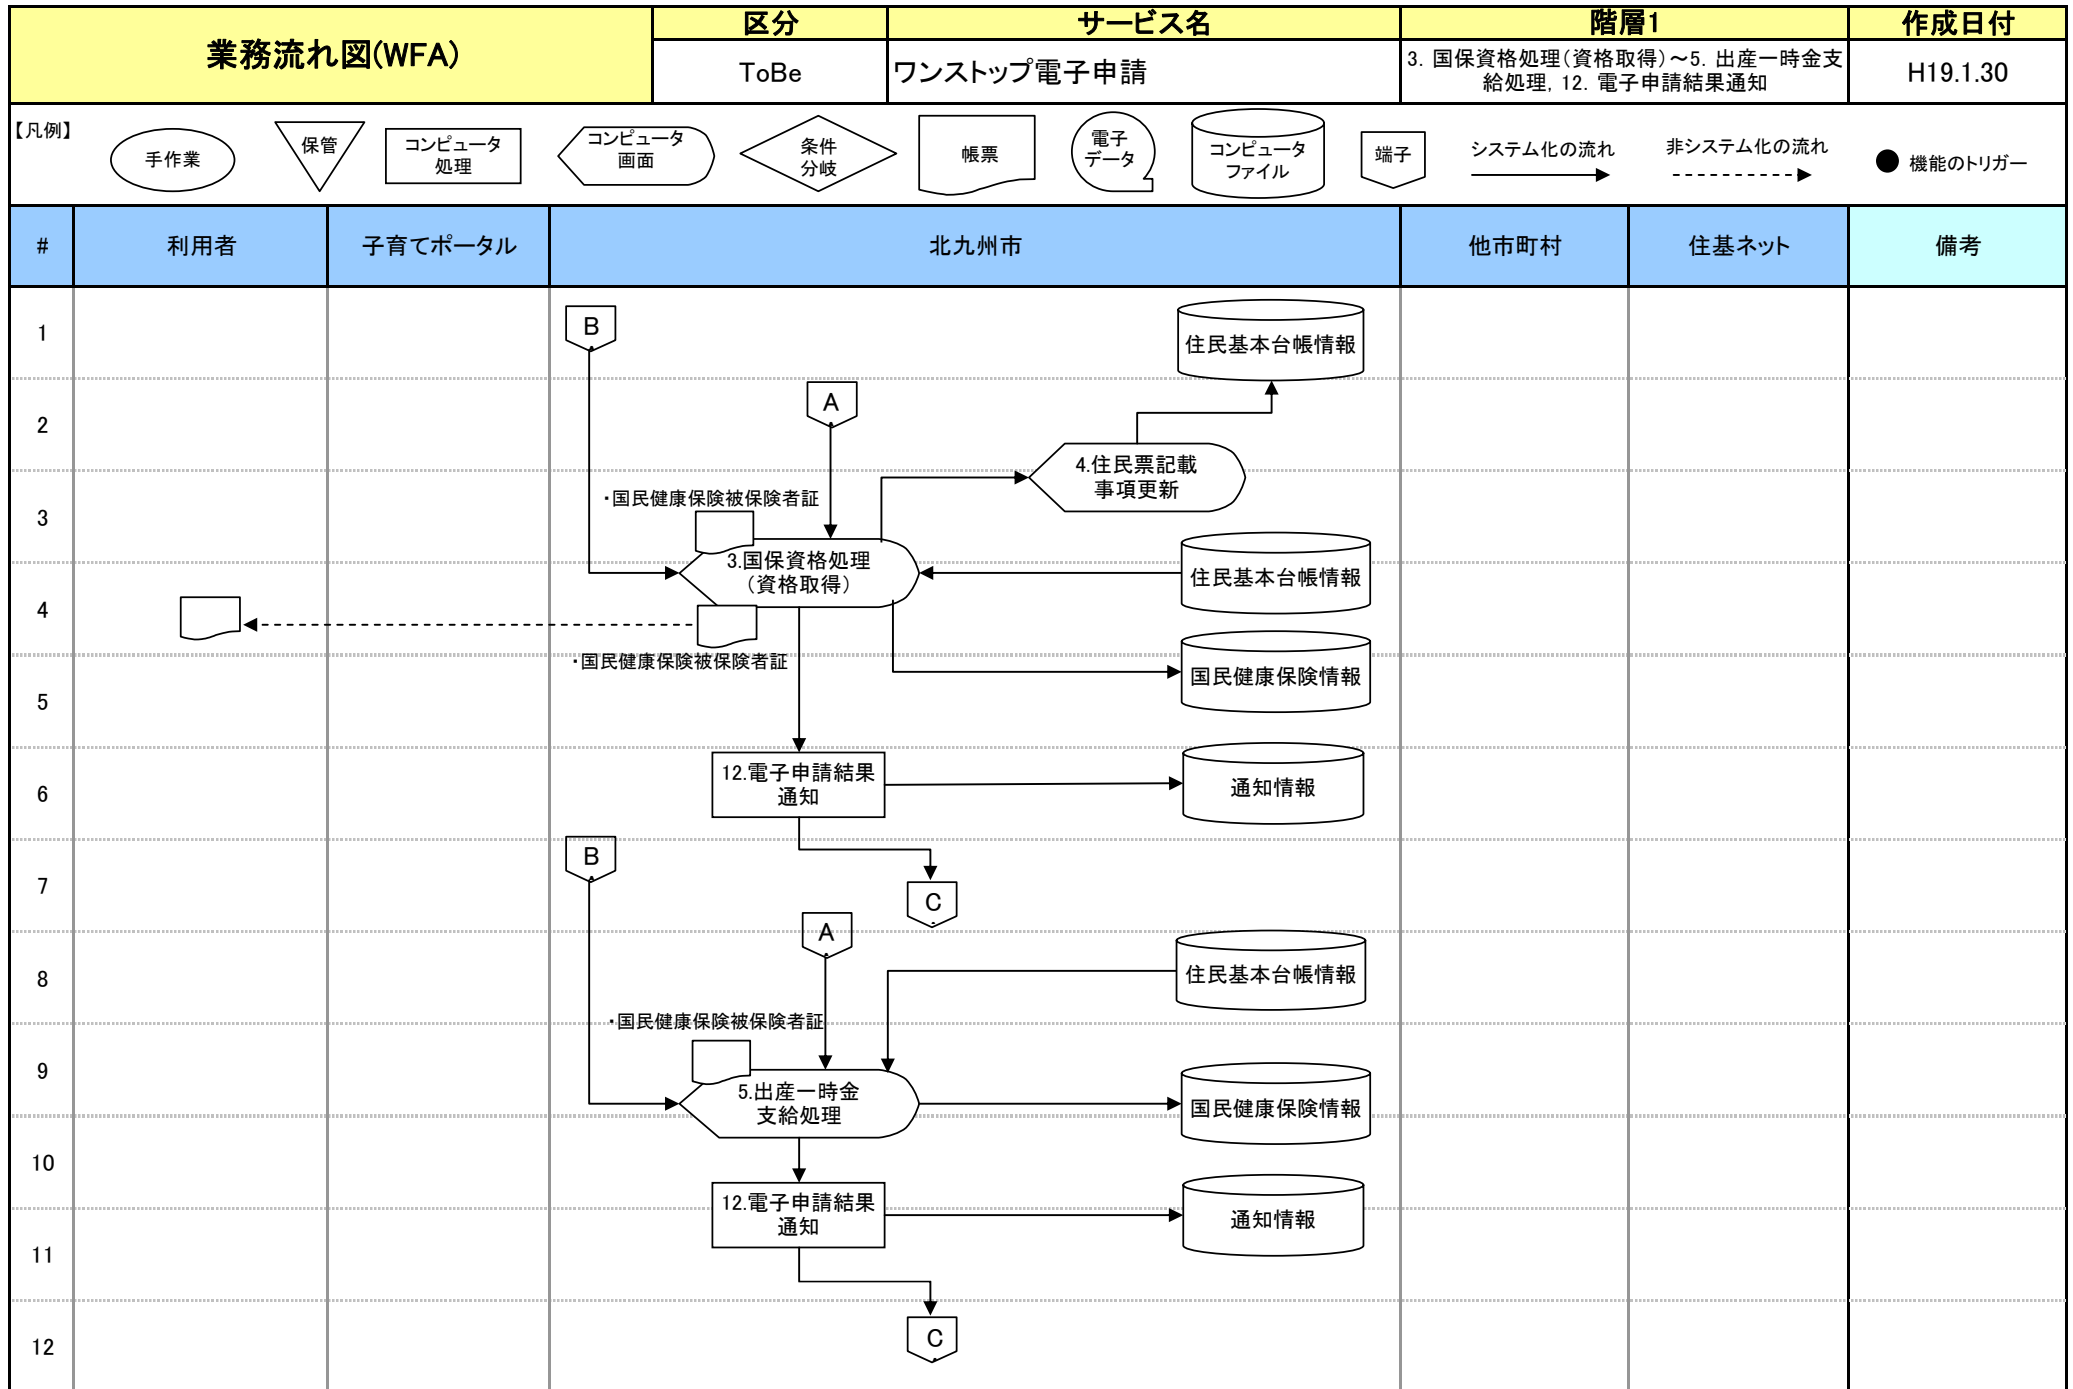 業務流れ図(WFA)
区分
サービス名
階層1
作成日付
ToBe
ワンストップ電子申請
3. 国保資格処理(資格取得)～5. 出産一時金支
給処理, 12. 電子申請結果通知
H19.1.30
【凡例】
手作業
保管
コンピュータ
処理
コンピュータ
画面
条件
分岐
帳票
電子
データ
コンピュータ
ファイル
端子
システム化の流れ
非システム化の流れ
機能のトリガー
#
利用者
子育てポータル
北九州市
他市町村
住基ネット
備考
1
B
住民基本台帳情報
2
A
4.住民票記載
事項更新
3
・国民健康保険被保険者証
3.国保資格処理
(資格取得)
住民基本台帳情報
4
・国民健康保険被保険者証
国民健康保険情報
5
12.電子申請結果
通知
通知情報
6
B
7
C
A
住民基本台帳情報
8
・国民健康保険被保険者証
9
5.出産一時金
支給処理
国民健康保険情報
10
12.電子申請結果
通知
通知情報
11
C
12